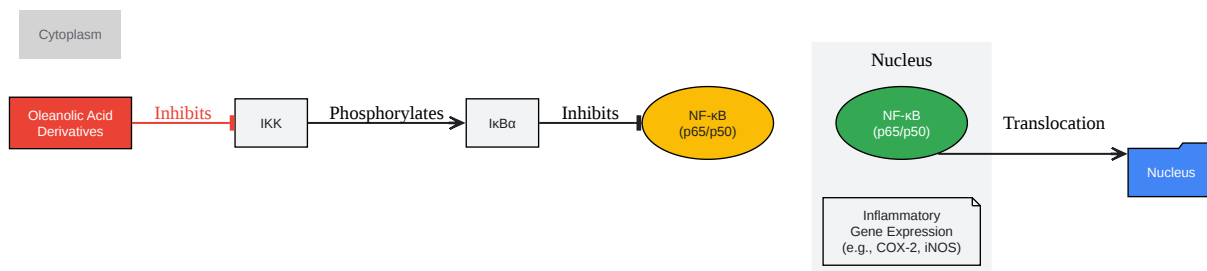 Cytoplasm
Oleanolic Acid
Derivatives
Inhibits
IKK
Phosphorylates
IκBα
Inhibits
NF-κB
(p65/p50)
Nucleus
NF-κB
(p65/p50)
Translocation
Nucleus
Inflammatory
Gene Expression
(e.g., COX-2, iNOS)